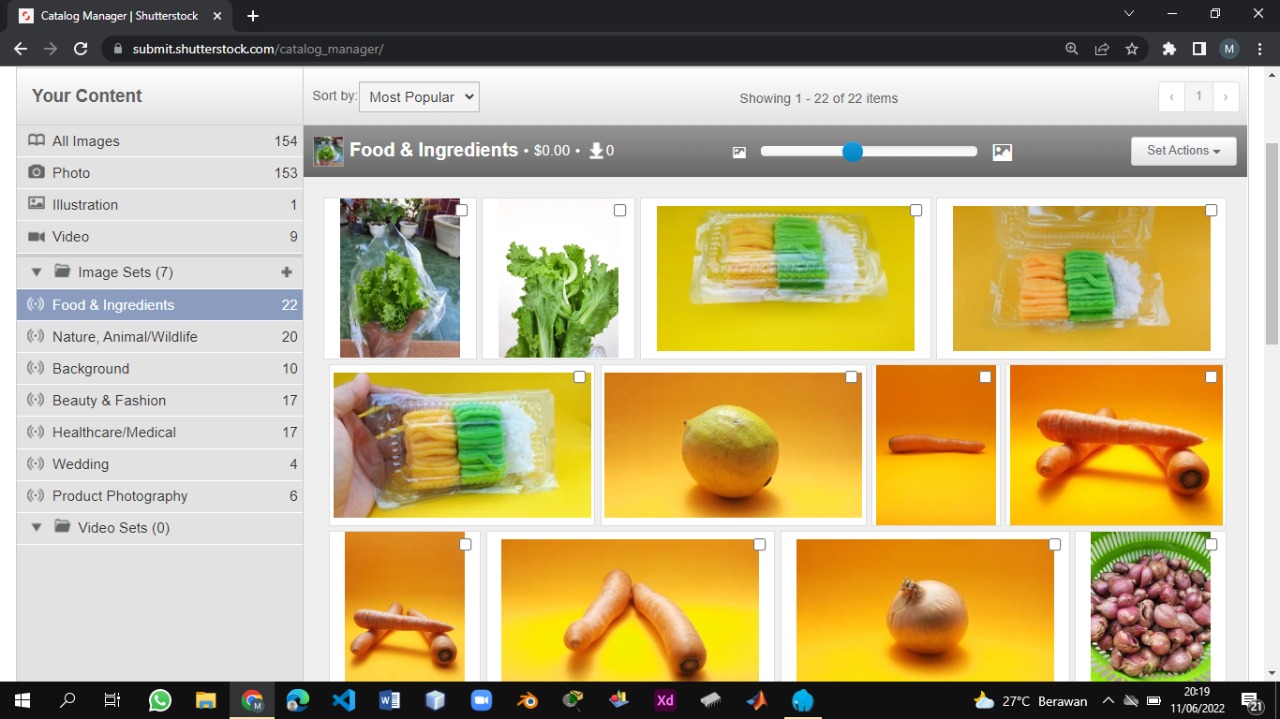 Catalog Manager | Shutterstock
submit.shutterstock.com/catalog_manager/
M
Your Content
Sort by: Most Popular
Showing 1 - 22 of 22 items
‹ 1 ›
All Images 154
Photo 153
Illustration 1
Video 9
Image Sets (7)
Food & Ingredients 22
Nature, Animal/Wildlife 20
Background 10
Beauty & Fashion 17
Healthcare/Medical 17
Wedding 4
Product Photography 6
Video Sets (0)
Food & Ingredients • $0.00 • 0
Set Actions
W
Xd
27°C Berawan
20:19
11/06/2022
21
M